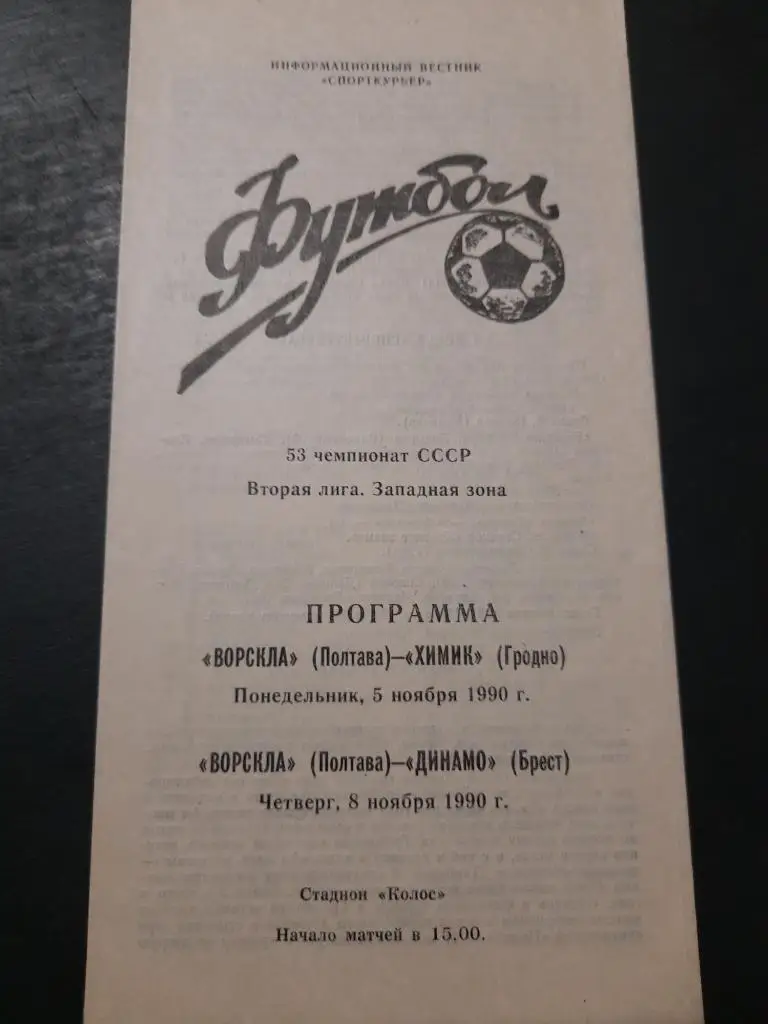 ИНФОРМАЦИОННЫЙ ВЕСТНИК
«СПОРТКУРЬЕР»
Футбол
53 чемпионат СССР
Вторая лига. Западная зона
ПРОГРАММА
«ВОРСКЛА» (Полтава)—«ХИМИК» (Гродно)
Понедельник, 5 ноября 1990 г.
«ВОРСКЛА» (Полтава)—«ДИНАМО» (Брест)
Четверг, 8 ноября 1990 г.
Стадион «Колос»
Начало матчей в 15.00.